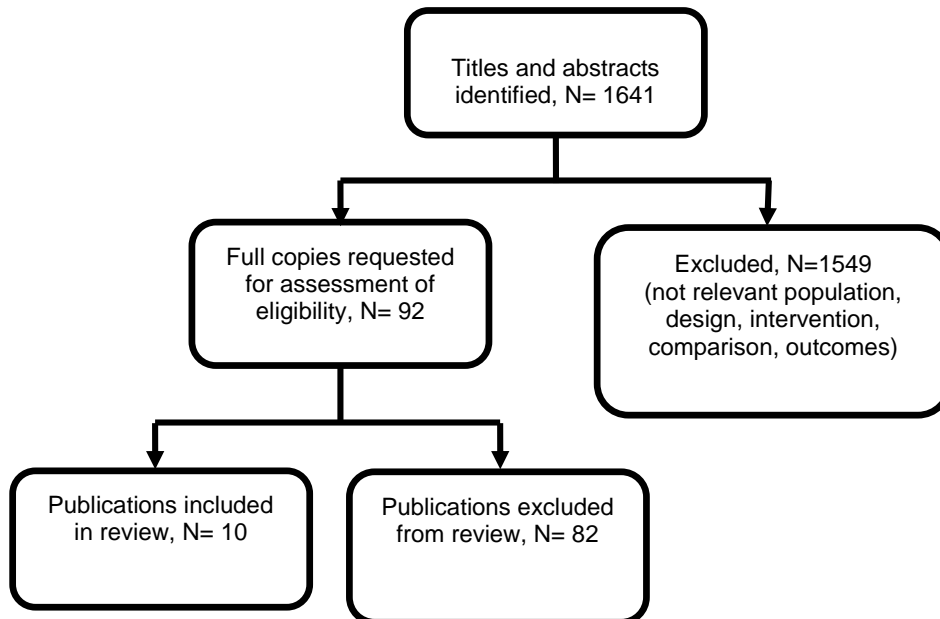 Titles and abstracts
identified, N= 1641
Full copies requested
for assessment of
eligibility, N= 92
Excluded, N=1549
(not relevant population,
design, intervention,
comparison, outcomes)
Publications included
in review, N= 10
Publications excluded
from review, N= 82